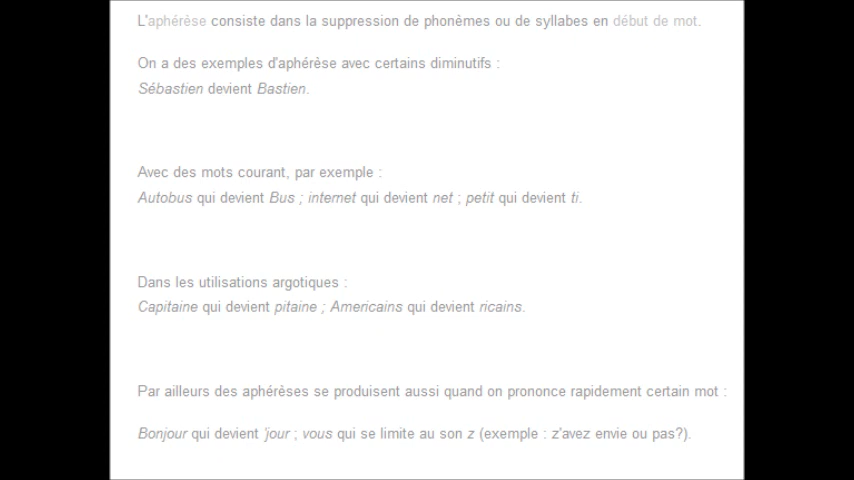 L'aphérèse consiste dans la suppression de phonèmes ou de syllabes en début de mot.
On a des exemples d'aphérèse avec certains diminutifs :
Sébastien devient Bastien.
Avec des mots courant, par exemple :
Autobus qui devient Bus ; internet qui devient net ; petit qui devient ti.
Dans les utilisations argotiques :
Capitaine qui devient pitaine ; Americains qui devient ricains.
Par ailleurs des aphérèses se produisent aussi quand on prononce rapidement certain mot :
Bonjour qui devient 'jour ; vous qui se limite au son z (exemple : z'avez envie ou pas?).